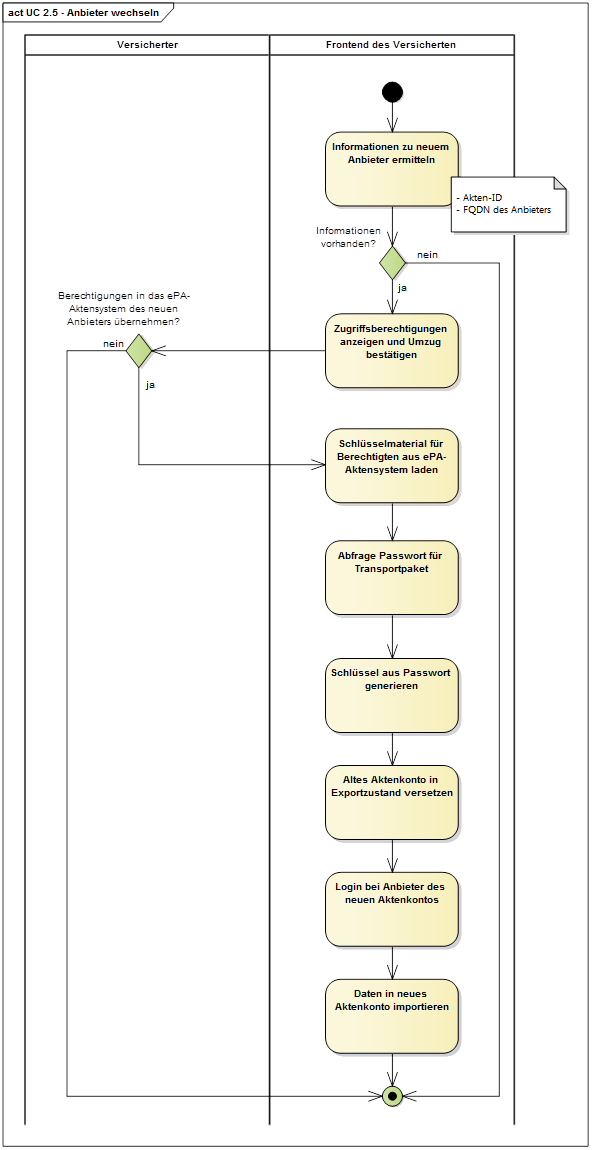 act UC 2.5 - Anbieter wechseln
Versicherter
Frontend des Versicherten
Informationen zu neuem
Anbieter ermitteln
- Akten-ID
- FQDN des Anbieters
Informationen
vorhanden?
nein
ja
Berechtigungen in das ePA-
Aktensystem des neuen
Anbieters übernehmen?
Zugriffsberechtigungen
anzeigen und Umzug
bestätigen
nein
ja
Schlüsselmaterial für
Berechtigten aus ePA-
Aktensystem laden
Abfrage Passwort für
Transportpaket
Schlüssel aus Passwort
generieren
Altes Aktenkonto in
Exportzustand versetzen
Login bei Anbieter des
neuen Aktenkontos
Daten in neues
Aktenkonto importieren